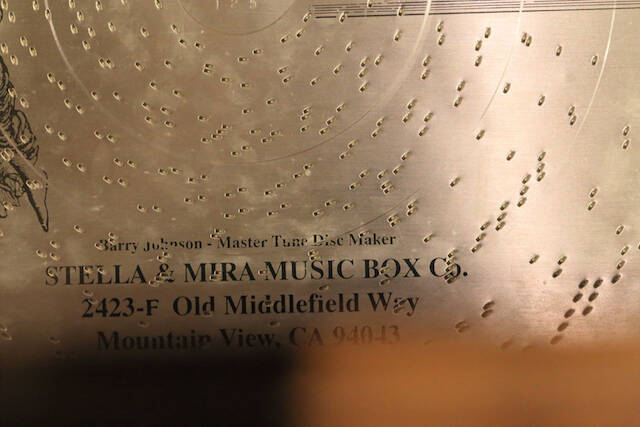 Barry Johnson - Master Tune Disc Maker
STELLA & MIRA MUSIC BOX Co.
2423-F Old Middlefield Way
Mountain View, CA 94043